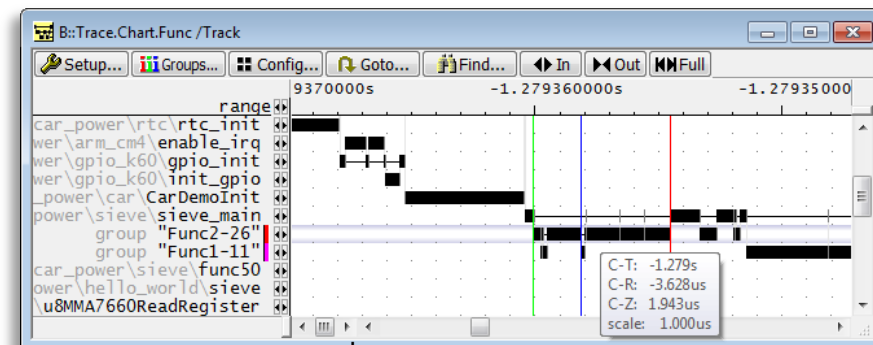 B::Trace.Chart.Func /Track
Setup... Groups... Config... Goto... Find... In Out Full
9370000s -1.279360000s -1.27935000
range
car_power\rtc\rtc_init
wer\arm_cm4\enable_irq
wer\gpio_k60\gpio_init
wer\gpio_k60\init_gpio
_power\car\CarDemoInit
power\sieve\sieve_main
group "Func2-26"
group "Func1-11"
car_power\sieve\func50
ower\hello_world\sieve
\u8MMA7660ReadRegister
C-T: -1.279s
C-R: -3.628us
C-Z: 1.943us
scale: 1.000us